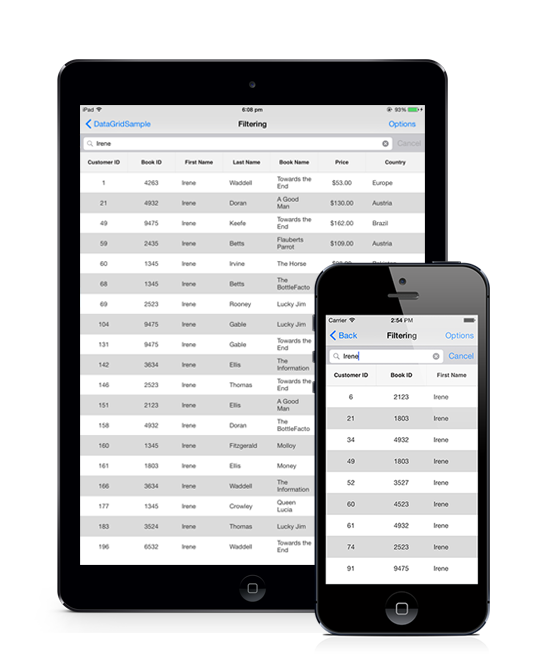 iPad 6:08 pm 93%
DataGridSample Filtering Options
Irene Cancel
Customer ID Book ID First Name Last Name Book Name Price Country
1 4263 Irene Waddell Towards the End $53.00 Europe
21 4932 Irene Doran A Good Man $130.00 Austria
49 9475 Irene Keefe Towards the End $162.00 Brazil
59 2435 Irene Betts Flauberts Parrot $109.00 Austria
60 1345 Irene Irvine The Horse
68 1345 Irene Betts The BottleFacto
69 2523 Irene Rooney Lucky Jim
104 9475 Irene Gable Lucky Jim
131 9475 Irene Gable Towards the End
142 3634 Irene Ellis The Information
146 2523 Irene Thomas Towards the End
151 2123 Irene Ellis A Good Man
158 4932 Irene Doran The BottleFacto
160 1345 Irene Fitzgerald Molloy
161 1803 Irene Ellis Money
166 3634 Irene Waddell The Information
177 1345 Irene Crowley Queen Lucia
183 3524 Irene Thomas Lucky Jim
196 6532 Irene Waddell Towards the End
Carrier 2:54 PM
Back Filtering Options
Irene Cancel
Customer ID Book ID First Name
6 2123 Irene
21 1803 Irene
34 4932 Irene
49 1803 Irene
52 3527 Irene
60 4523 Irene
61 4932 Irene
74 2523 Irene
91 9475 Irene